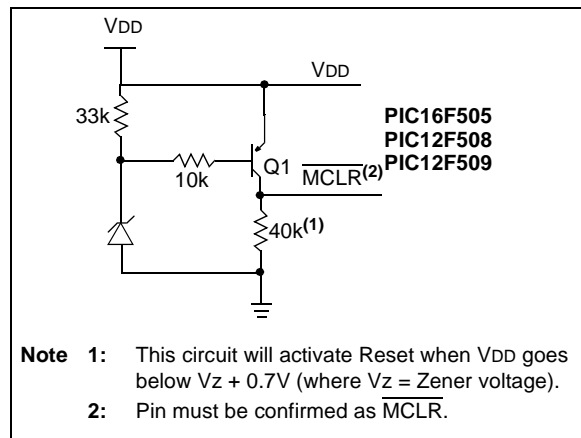 VDD
VDD
33k
PIC16F505
PIC12F508
PIC12F509
Q1
MCLR(2)
10k
40k(1)
Note 1: This circuit will activate Reset when VDD goes
below Vz + 0.7V (where Vz = Zener voltage).
2: Pin must be confirmed as MCLR.